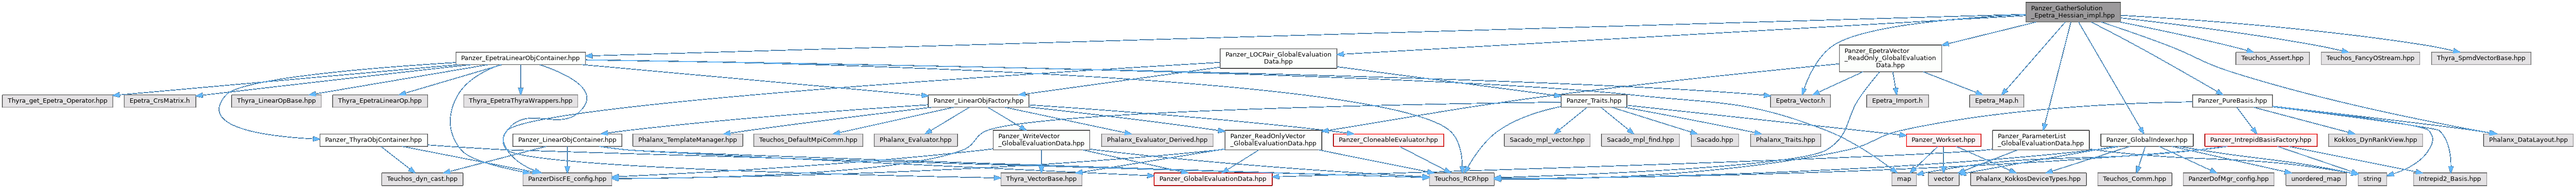 Panzer_GatherSolution
_Epetra_Hessian_impl.hpp
Panzer_EpetraLinearObjContainer.hpp
Panzer_LOCPair_GlobalEvaluation
Data.hpp
Panzer_EpetraVector
_ReadOnly_GlobalEvaluation
Data.hpp
Teuchos_Assert.hpp
Teuchos_FancyOStream.hpp
Thyra_SpmdVectorBase.hpp
Thyra_get_Epetra_Operator.hpp
Epetra_CrsMatrix.h
Thyra_LinearOpBase.hpp
Thyra_EpetraLinearOp.hpp
Thyra_EpetraThyraWrappers.hpp
Panzer_LinearObjFactory.hpp
Panzer_Traits.hpp
Epetra_Vector.h
Epetra_Import.h
Epetra_Map.h
Panzer_PureBasis.hpp
Panzer_ThyraObjContainer.hpp
Panzer_LinearObjContainer.hpp
Phalanx_TemplateManager.hpp
Teuchos_DefaultMpiComm.hpp
Phalanx_Evaluator.hpp
Panzer_WriteVector
_GlobalEvaluationData.hpp
Phalanx_Evaluator_Derived.hpp
Panzer_ReadOnlyVector
_GlobalEvaluationData.hpp
Panzer_CloneableEvaluator.hpp
Sacado_mpl_vector.hpp
Sacado_mpl_find.hpp
Sacado.hpp
Phalanx_Traits.hpp
Panzer_Workset.hpp
Panzer_ParameterList
_GlobalEvaluationData.hpp
Panzer_GlobalIndexer.hpp
Panzer_IntrepidBasisFactory.hpp
Kokkos_DynRankView.hpp
Phalanx_DataLayout.hpp
Teuchos_dyn_cast.hpp
PanzerDiscFE_config.hpp
Thyra_VectorBase.hpp
Panzer_GlobalEvaluationData.hpp
Teuchos_RCP.hpp
map
vector
Phalanx_KokkosDeviceTypes.hpp
Teuchos_Comm.hpp
PanzerDofMgr_config.hpp
unordered_map
string
Intrepid2_Basis.hpp